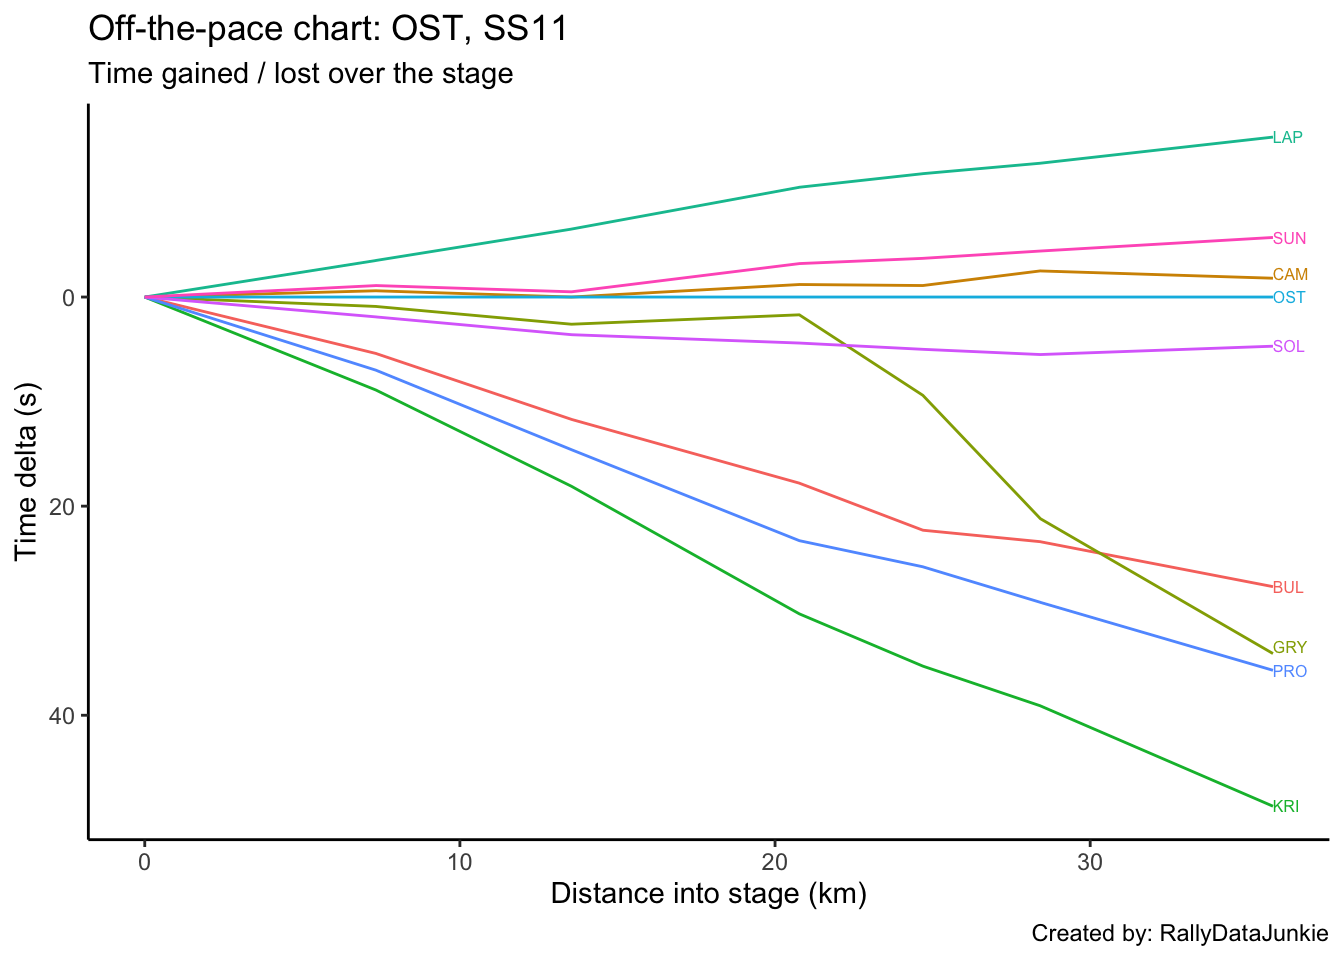 Off-the-pace chart: OST, SS11
Time gained / lost over the stage
LAP
SUN
CAM
0
OST
SOL
Time delta (s)
20
BUL
GRY
PRO
40
KRI
0 10 20 30
Distance into stage (km)
Created by: RallyDataJunkie